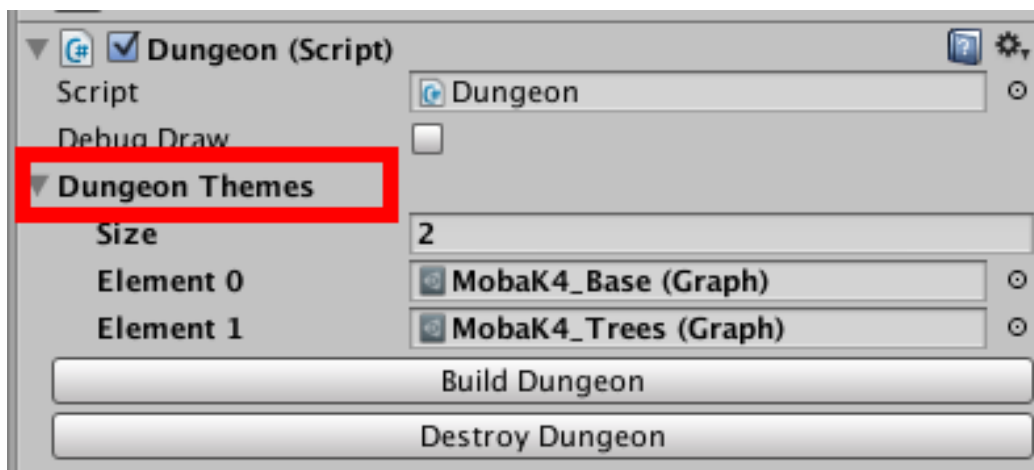 Dungeon (Script)
Script Dungeon
Debug Draw
Dungeon Themes
Size 2
Element 0 MobaK4_Base (Graph)
Element 1 MobaK4_Trees (Graph)
Build Dungeon
Destroy Dungeon